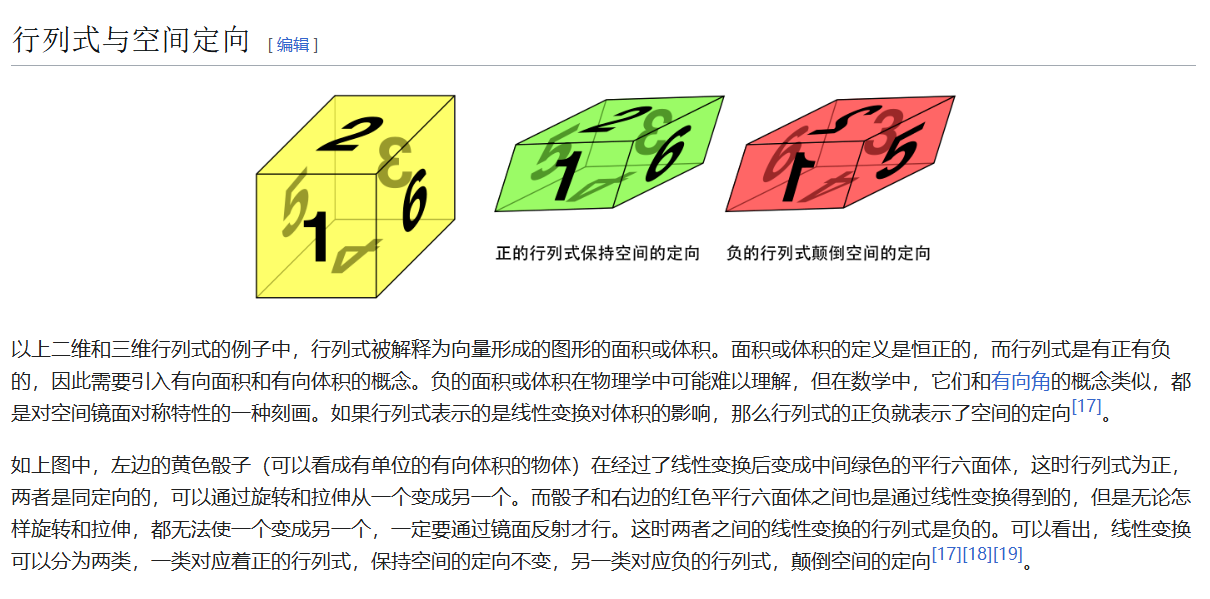 行列式与空间定向 [ 编辑 ]
2
3
5
1
6
4
2
3
5
1
6
4
2
3
6
1
5
4
正的行列式保持空间的定向
负的行列式颠倒空间的定向
以上二维和三维行列式的例子中，行列式被解释为向量形成的图形的面积或体积。面积或体积的定义是恒正的，而行列式是有正有负
的，因此需要引入有向面积和有向体积的概念。负的面积或体积在物理学中可能难以理解，但在数学中，它们和有向角的概念类似，都
是对空间镜面对称特性的一种刻画。如果行列式表示的是线性变换对体积的影响，那么行列式的正负就表示了空间的定向[17]。
如上图中，左边的黄色骰子（可以看成有单位的有向体积的物体）在经过了线性变换后变成中间绿色的平行六面体，这时行列式为正，
两者是同定向的，可以通过旋转和拉伸从一个变成另一个。而骰子和右边的红色平行六面体之间也是通过线性变换得到的，但是无论怎
样旋转和拉伸，都无法使一个变成另一个，一定要通过镜面反射才行。这时两者之间的线性变换的行列式是负的。可以看出，线性变换
可以分为两类，一类对应着正的行列式，保持空间的定向不变，另一类对应负的行列式，颠倒空间的定向[17][18][19]。